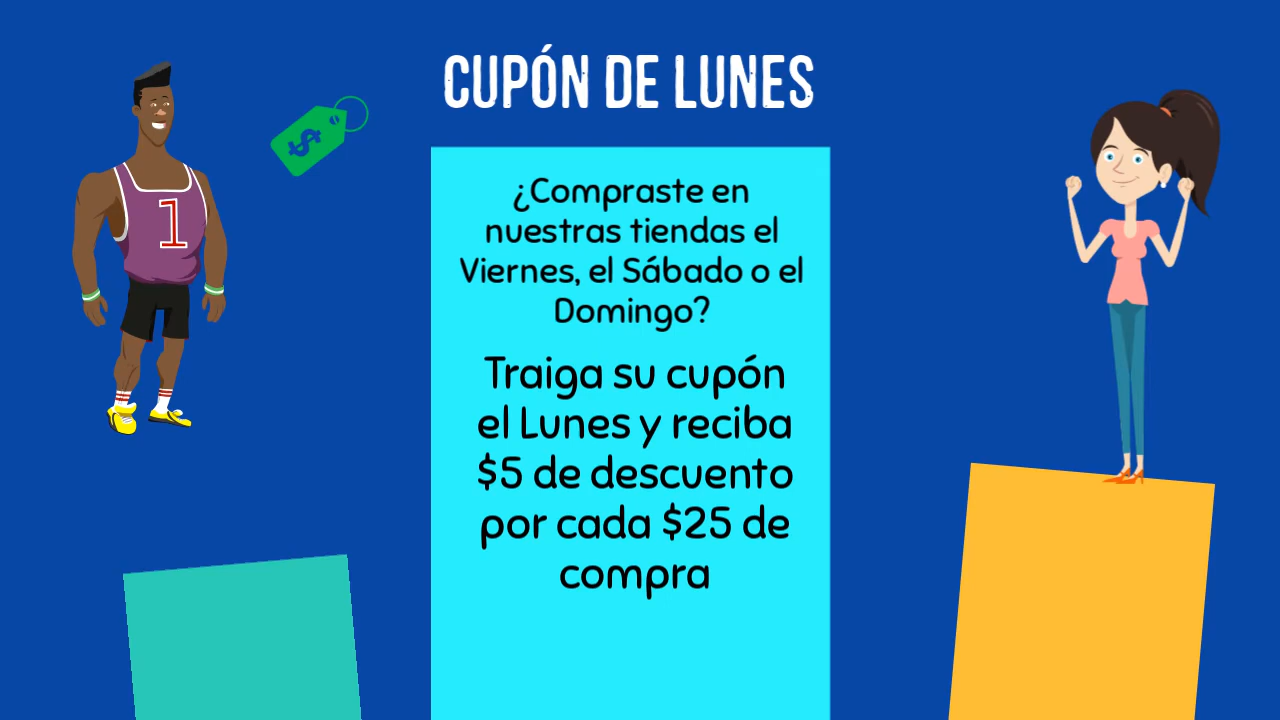 CUPÓN DE LUNES
¿Compraste en
nuestras tiendas el
Viernes, el Sábado o el
Domingo?
Traiga su cupón
el Lunes y reciba
$5 de descuento
por cada $25 de
compra
1
$